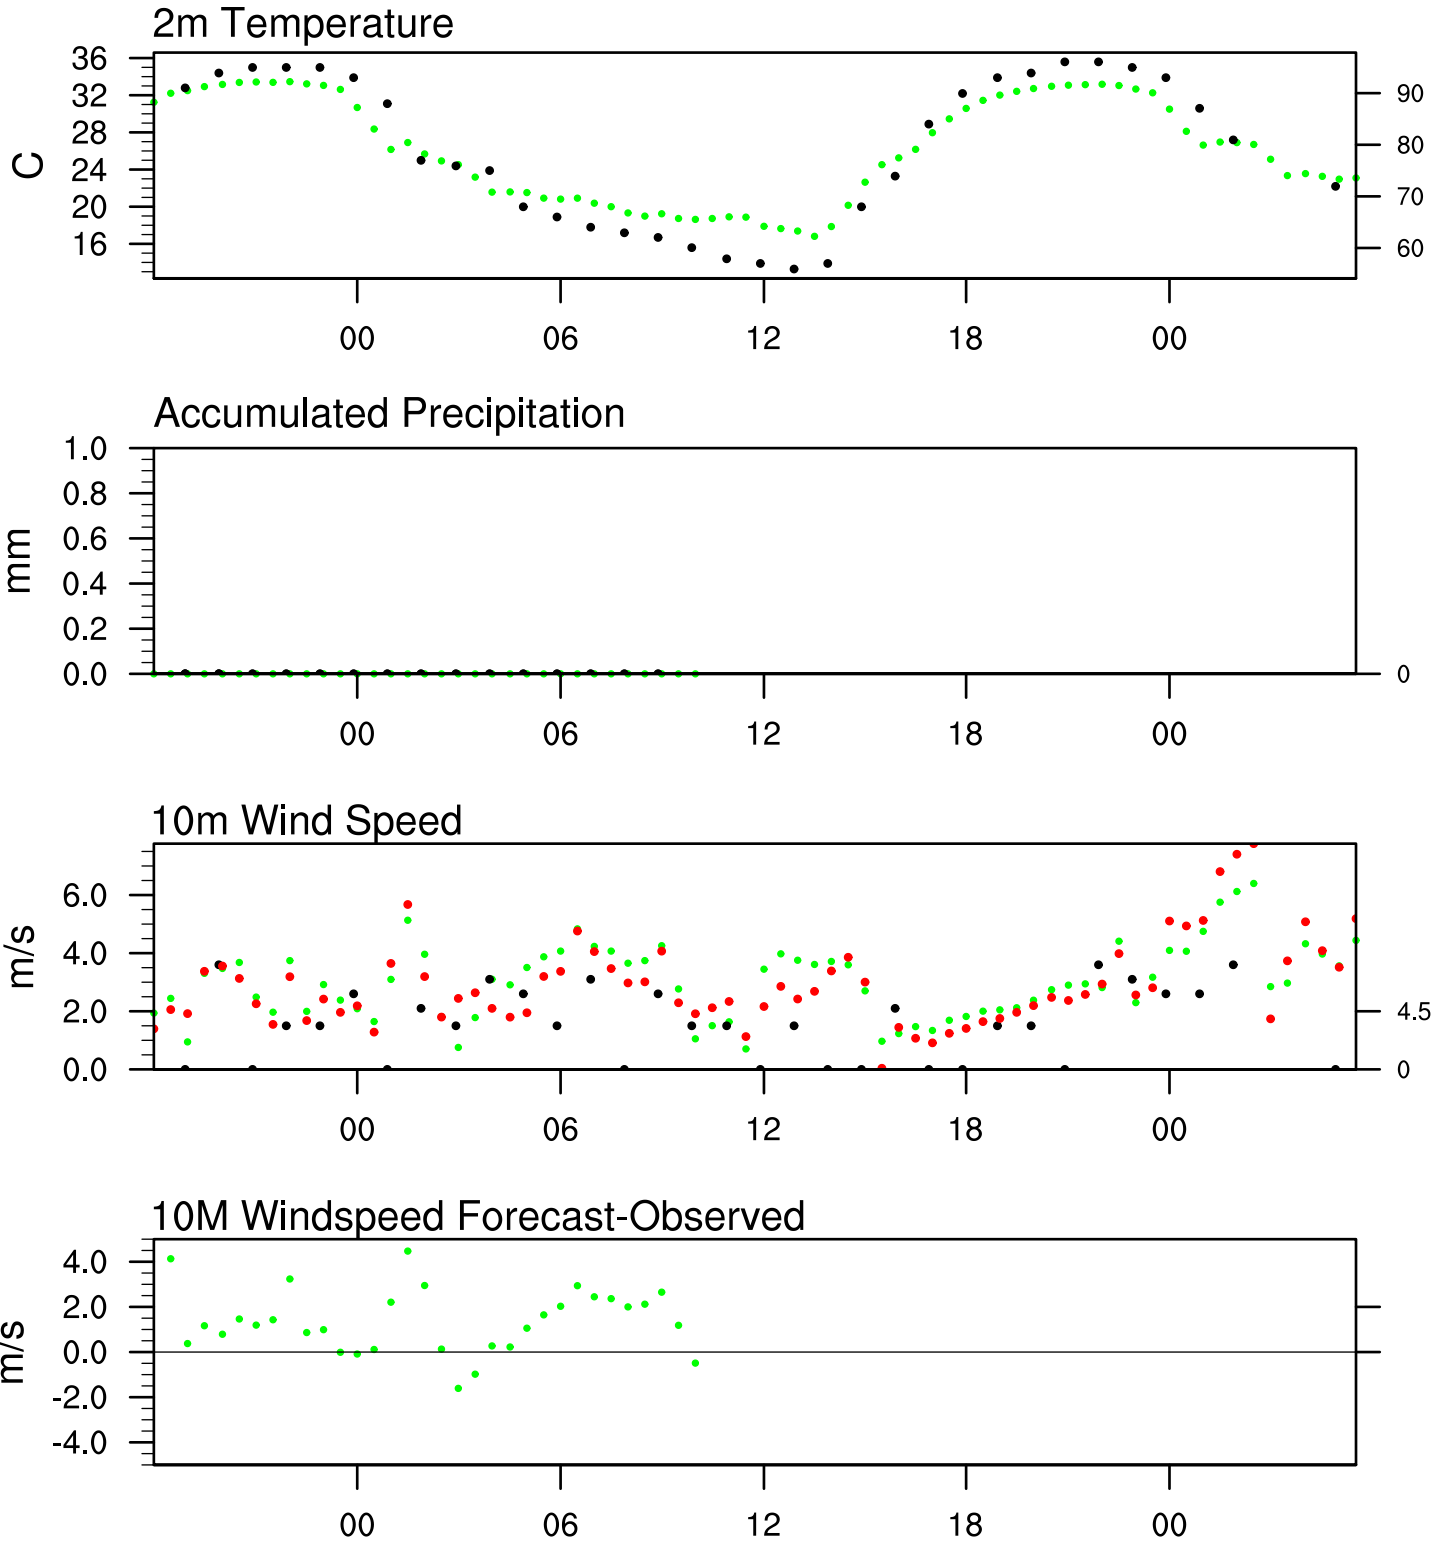 2m Temperature
36
32
28
24
20
16
C
90
80
70
60
00 06 12 18 00
Accumulated Precipitation
1.0
0.8
0.6
0.4
0.2
0.0
mm
0
00 06 12 18 00
10m Wind Speed
6.0
4.0
2.0
0.0
m/s
4.5
0
00 06 12 18 00
10M Windspeed Forecast-Observed
4.0
2.0
0.0
-2.0
-4.0
m/s
00 06 12 18 00